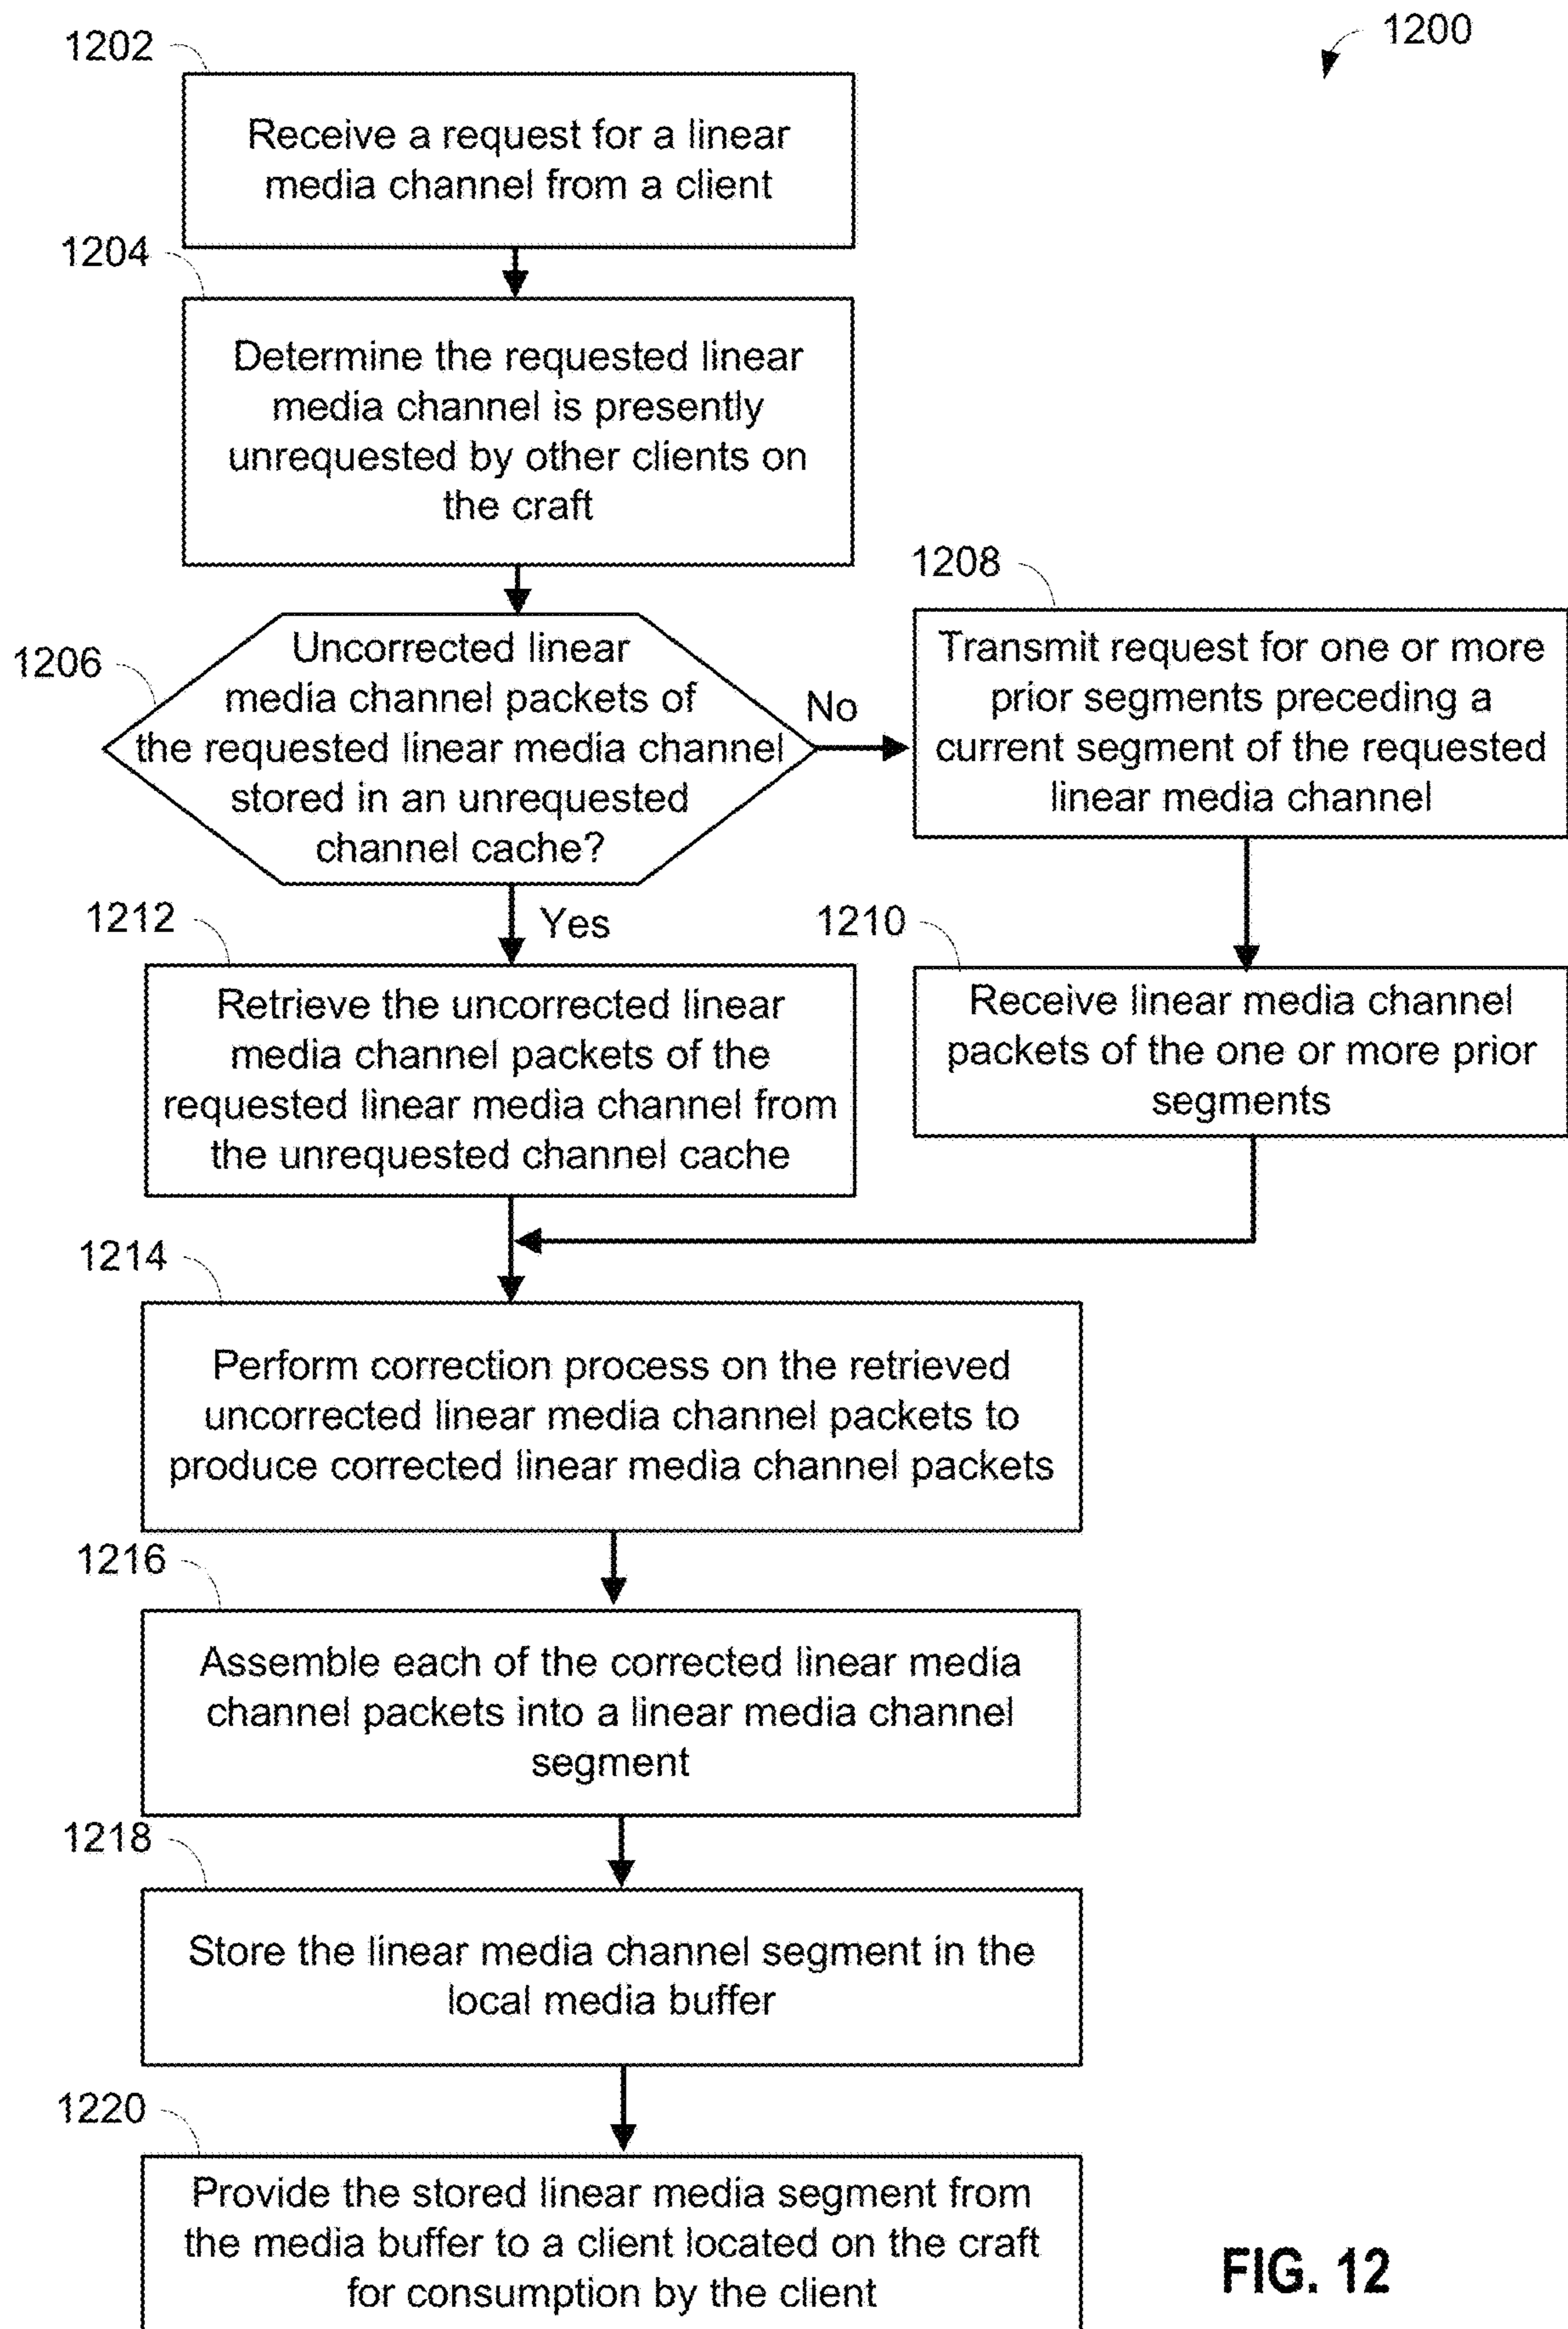 1200
1202
Receive a request for a linear
media channel from a client
1204
Determine the requested linear
media channel is presently
unrequested by other clients on
the craft
1206
Uncorrected linear
media channel packets of
the requested linear media channel
stored in an unrequested
channel cache?
No
1208
Transmit request for one or more
prior segments preceding a
current segment of the requested
linear media channel
Yes
1210
Receive linear media channel
packets of the one or more prior
segments
1212
Retrieve the uncorrected linear
media channel packets of the
requested linear media channel from
the unrequested channel cache
1214
Perform correction process on the retrieved
uncorrected linear media channel packets to
produce corrected linear media channel packets
1216
Assemble each of the corrected linear media
channel packets into a linear media channel
segment
1218
Store the linear media channel segment in the
local media buffer
1220
Provide the stored linear media segment from
the media buffer to a client located on the craft
for consumption by the client
FIG. 12